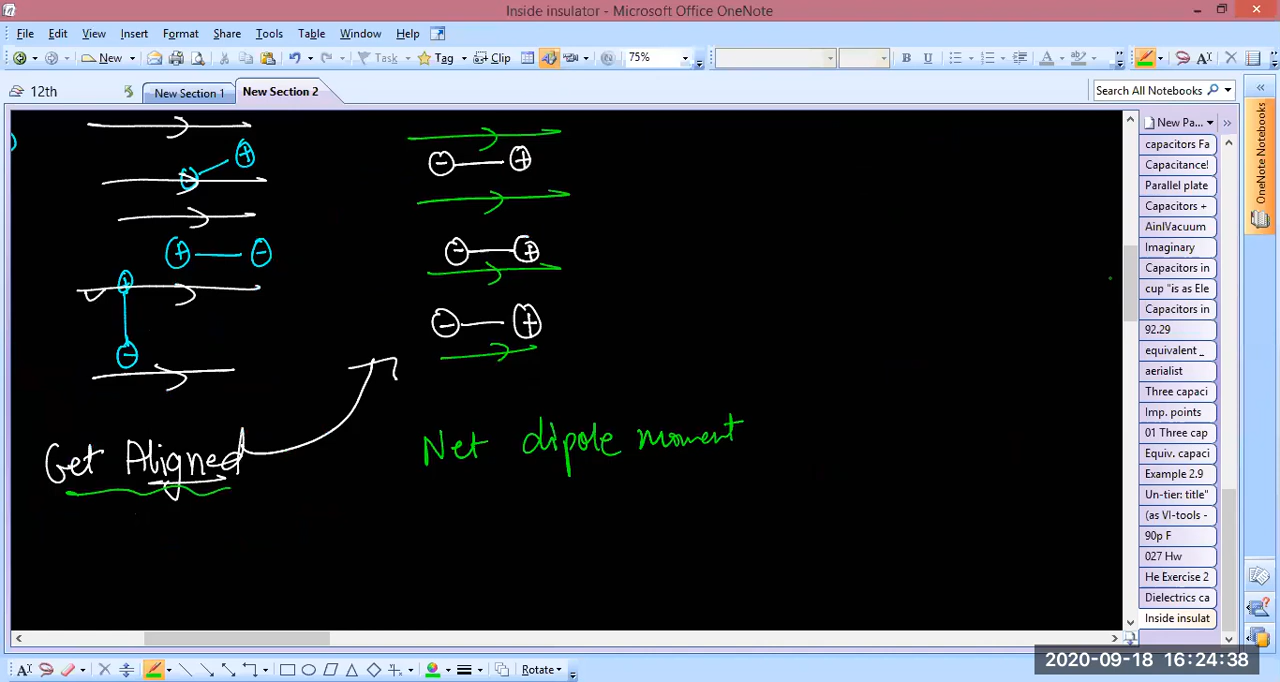 Inside insulator - Microsoft Office OneNote
File Edit View Insert Format Share Tools Table Window Help
New Task Tag Clip 75% B U A
12th New Section 1 New Section 2 Search All Notebooks
New Pa...
OneNote Notebooks
capacitors Fa
Capacitance!
Parallel plate
Capacitors +
AinlVacuum
Imaginary
Capacitors in
cup "is as Ele
Capacitors in
92.29
equivalent _
aerialist
Three capaci
Imp. points
01 Three cap
Equiv. capaci
Example 2.9
Un-tier: title"
(as VI-tools -
90p F
027 Hw
He Exercise 2
Dielectrics ca
Inside insulat
+
-
+ -
+
-
- +
- +
- +
Get Aligned
Net dipole moment
2020-09-18 16:24:38
Rotate